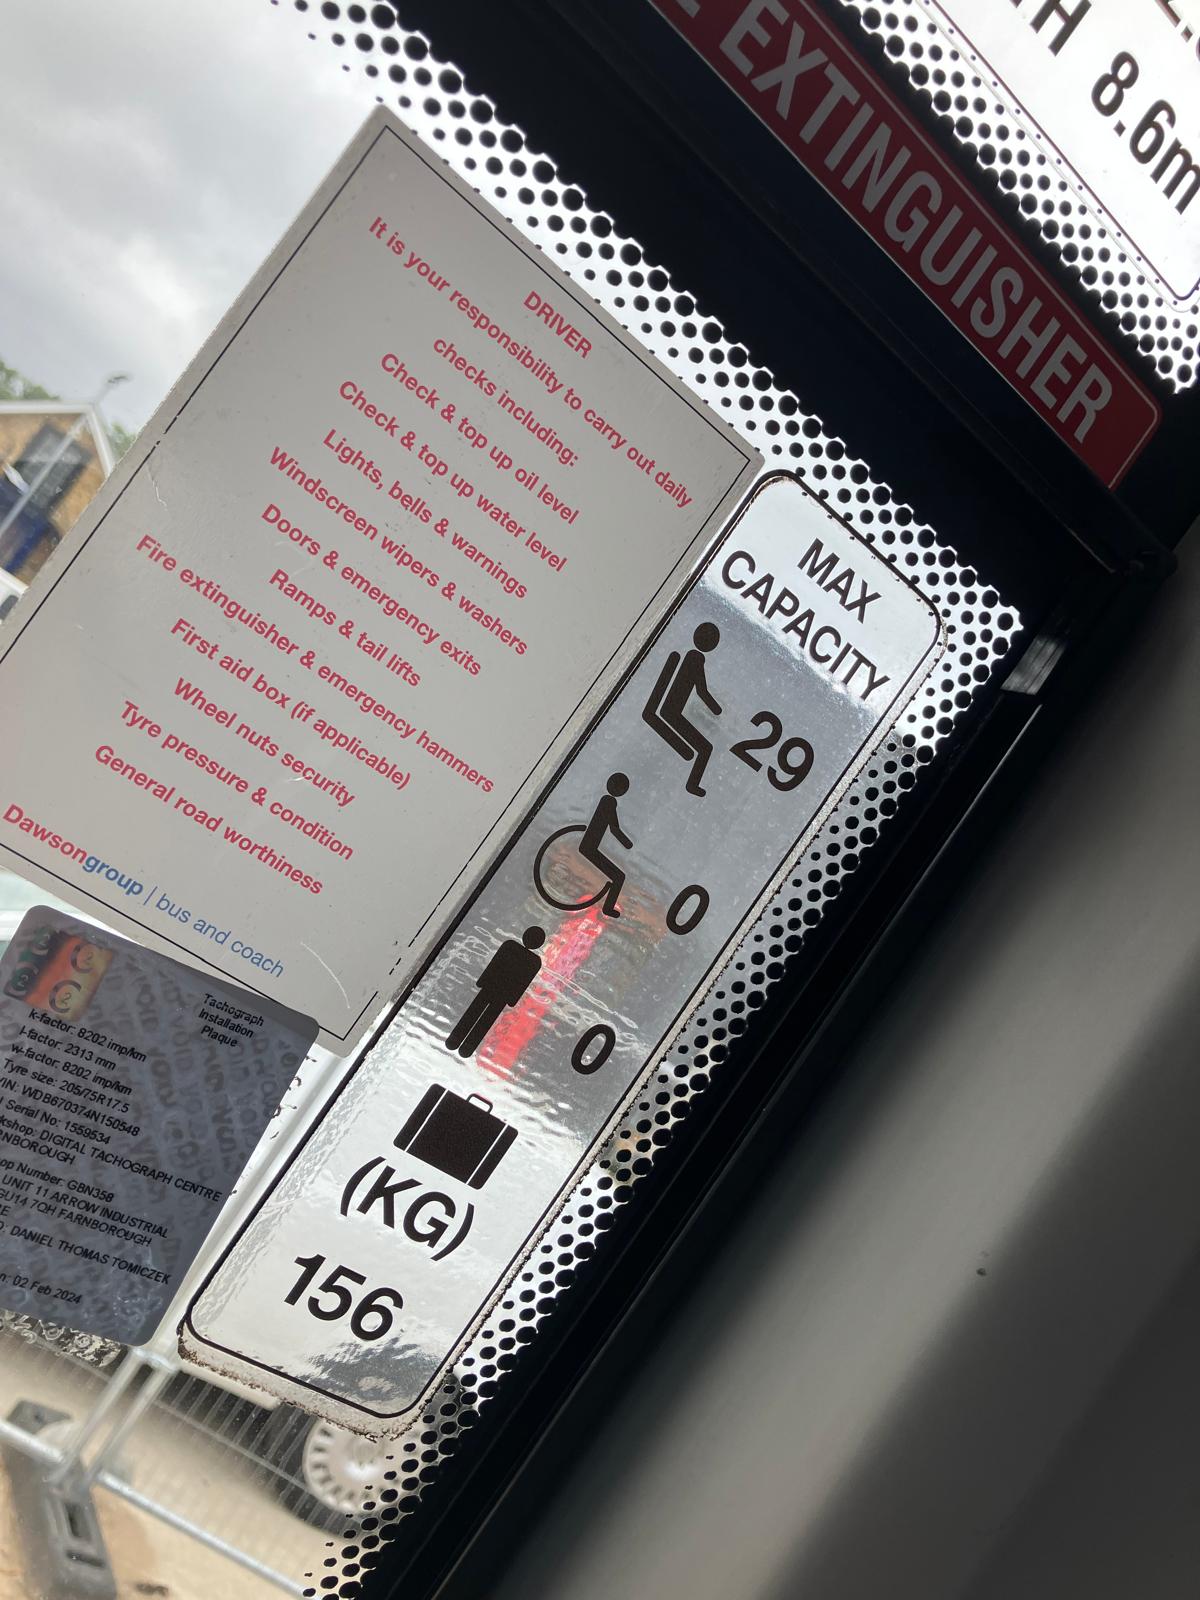 EXTINGUISHER
8.6m
DRIVER
It is your responsibility to carry out daily
checks including:
Check & top up oil level
Check & top up water level
Lights, bells & warnings
Windscreen wipers & washers
Doors & emergency exits
Ramps & tail lifts
Fire extinguisher & emergency hammers
First aid box (if applicable)
Wheel nuts security
Tyre pressure & condition
General road worthiness
Dawsongroup | bus and coach
MAX
CAPACITY
29
0
0
(KG)
156
Tachograph
Installation
Plaque
k-factor: 8202 imp/km
l-factor: 2313 mm
w-factor: 8202 imp/km
Tyre size: 205/75R17.5
VIN: WDB670374N150548
Serial No: 1559534
DIGITAL TACHOGRAPH CENTRE
Number: GBN358
UNIT 11 ARROW INDUSTRIAL
GU14 7QH FARNBOROUGH
DANIEL THOMAS TOMICZEK
02 Feb 2024